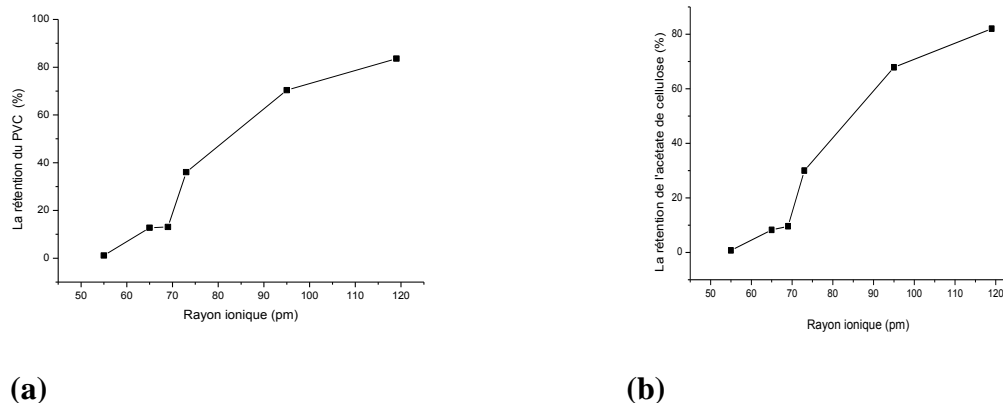 La rétention du PVC (%)
100
80
60
40
20
0
50 60 70 80 90 100 110 120
Rayon ionique (pm)
(a)
La rétention de l'acétate de cellulose (%)
80
60
40
20
0
50 60 70 80 90 100 110 120
Rayon ionique (pm)
(b)